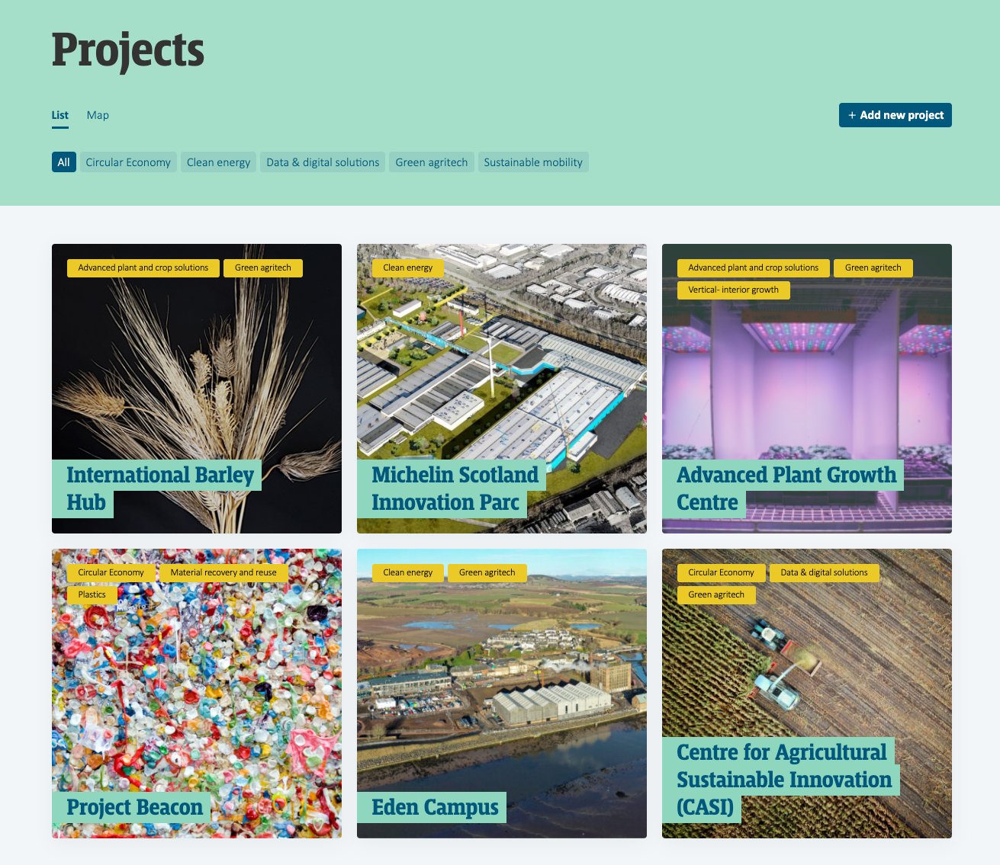 Projects
List Map
+ Add new project
All Circular Economy Clean energy Data & digital solutions Green agritech Sustainable mobility
Advanced plant and crop solutions Green agritech
International Barley
Hub
Clean energy
Michelin Scotland
Innovation Parc
Advanced plant and crop solutions Green agritech
Vertical- interior growth
Advanced Plant Growth
Centre
Circular Economy Material recovery and reuse
Plastics
Project Beacon
Clean energy Green agritech
Eden Campus
Circular Economy Data & digital solutions
Green agritech
Centre for Agricultural
Sustainable Innovation
(CASI)